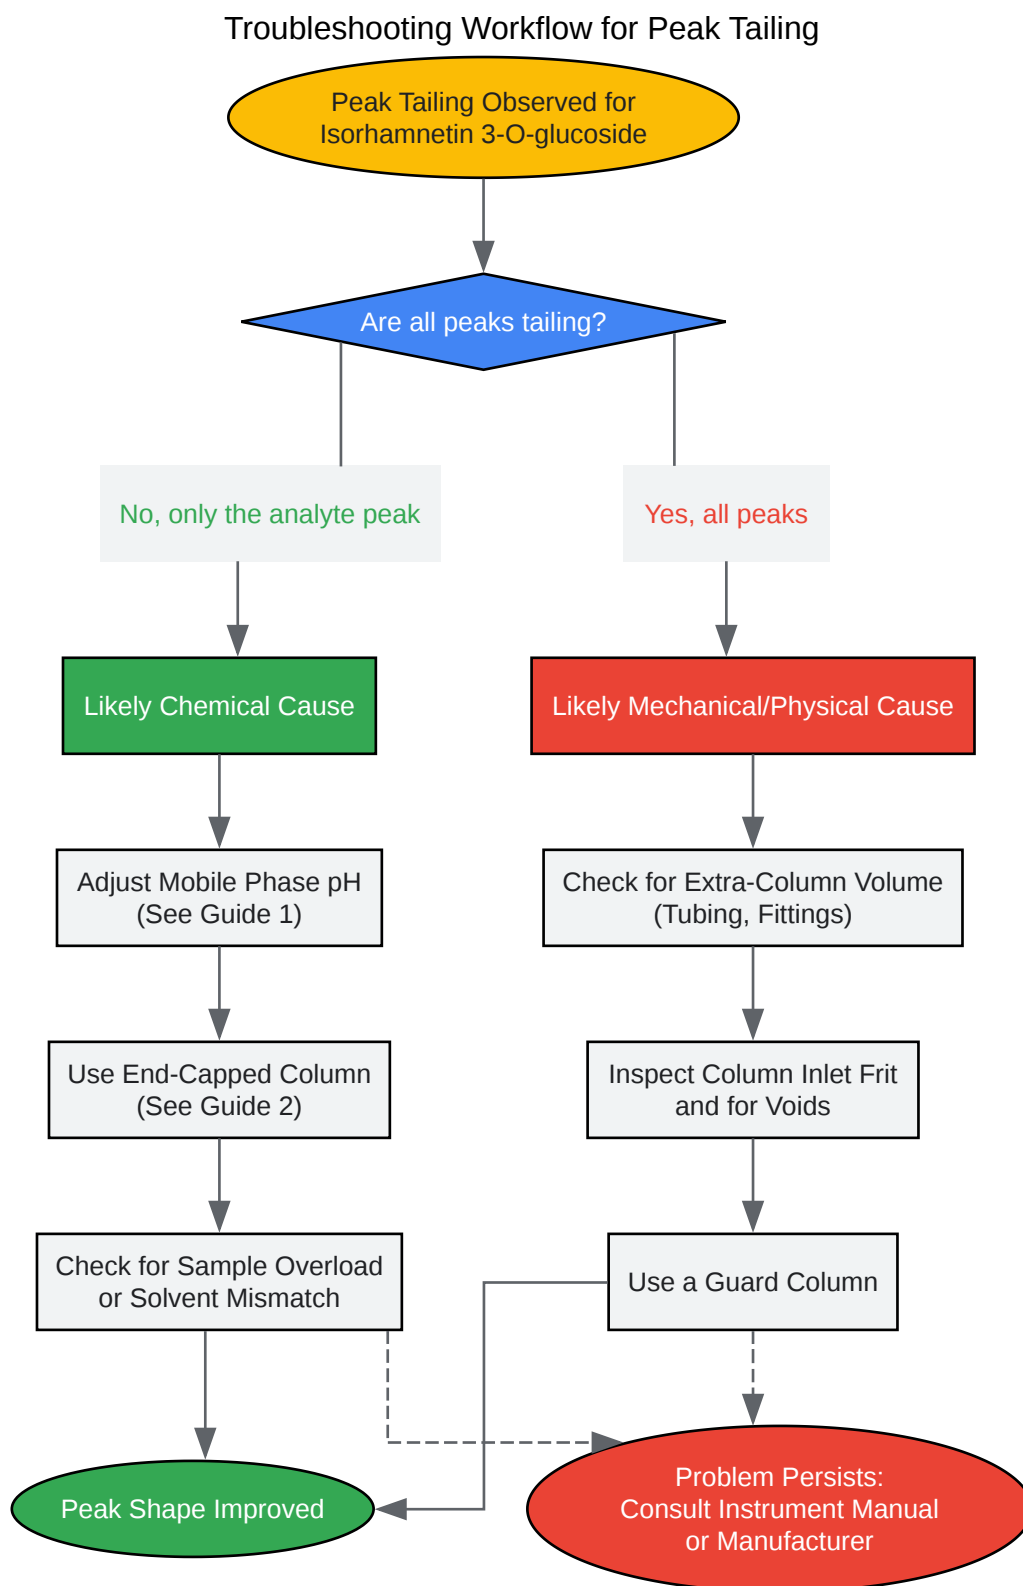 Troubleshooting Workflow for Peak Tailing
Peak Tailing Observed for
Isorhamnetin 3-O-glucoside
Are all peaks tailing?
No, only the analyte peak
Yes, all peaks
Likely Chemical Cause
Likely Mechanical/Physical Cause
Adjust Mobile Phase pH
(See Guide 1)
Check for Extra-Column Volume
(Tubing, Fittings)
Use End-Capped Column
(See Guide 2)
Inspect Column Inlet Frit
and for Voids
Check for Sample Overload
or Solvent Mismatch
Use a Guard Column
Peak Shape Improved
Problem Persists:
Consult Instrument Manual
or Manufacturer